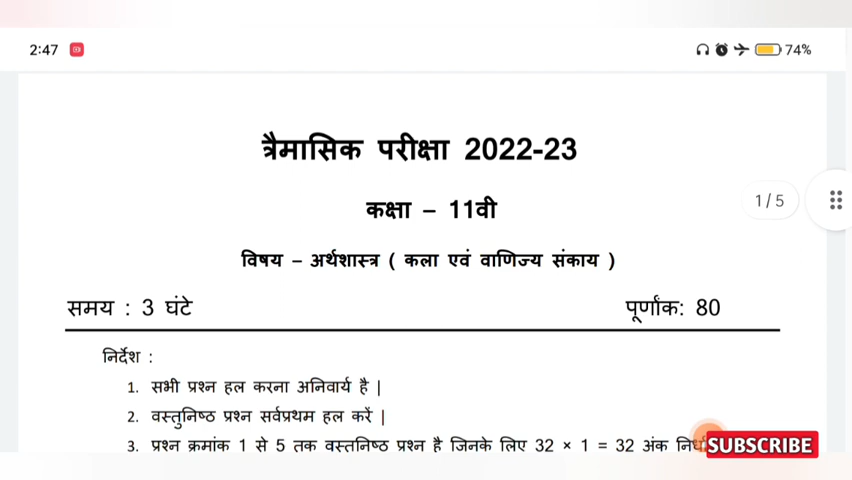 2:47
74%
त्रैमासिक परीक्षा 2022-23
कक्षा – 11वी
1 / 5
विषय – अर्थशास्त्र ( कला एवं वाणिज्य संकाय )
समय : 3 घंटे
पूर्णांक: 80
निर्देश :
1. सभी प्रश्न हल करना अनिवार्य है |
2. वस्तुनिष्ठ प्रश्न सर्वप्रथम हल करें |
3. प्रश्न क्रमांक 1 से 5 तक वस्तनिष्ठ प्रश्न है जिनके लिए 32 × 1 = 32 अंक
SUBSCRIBE